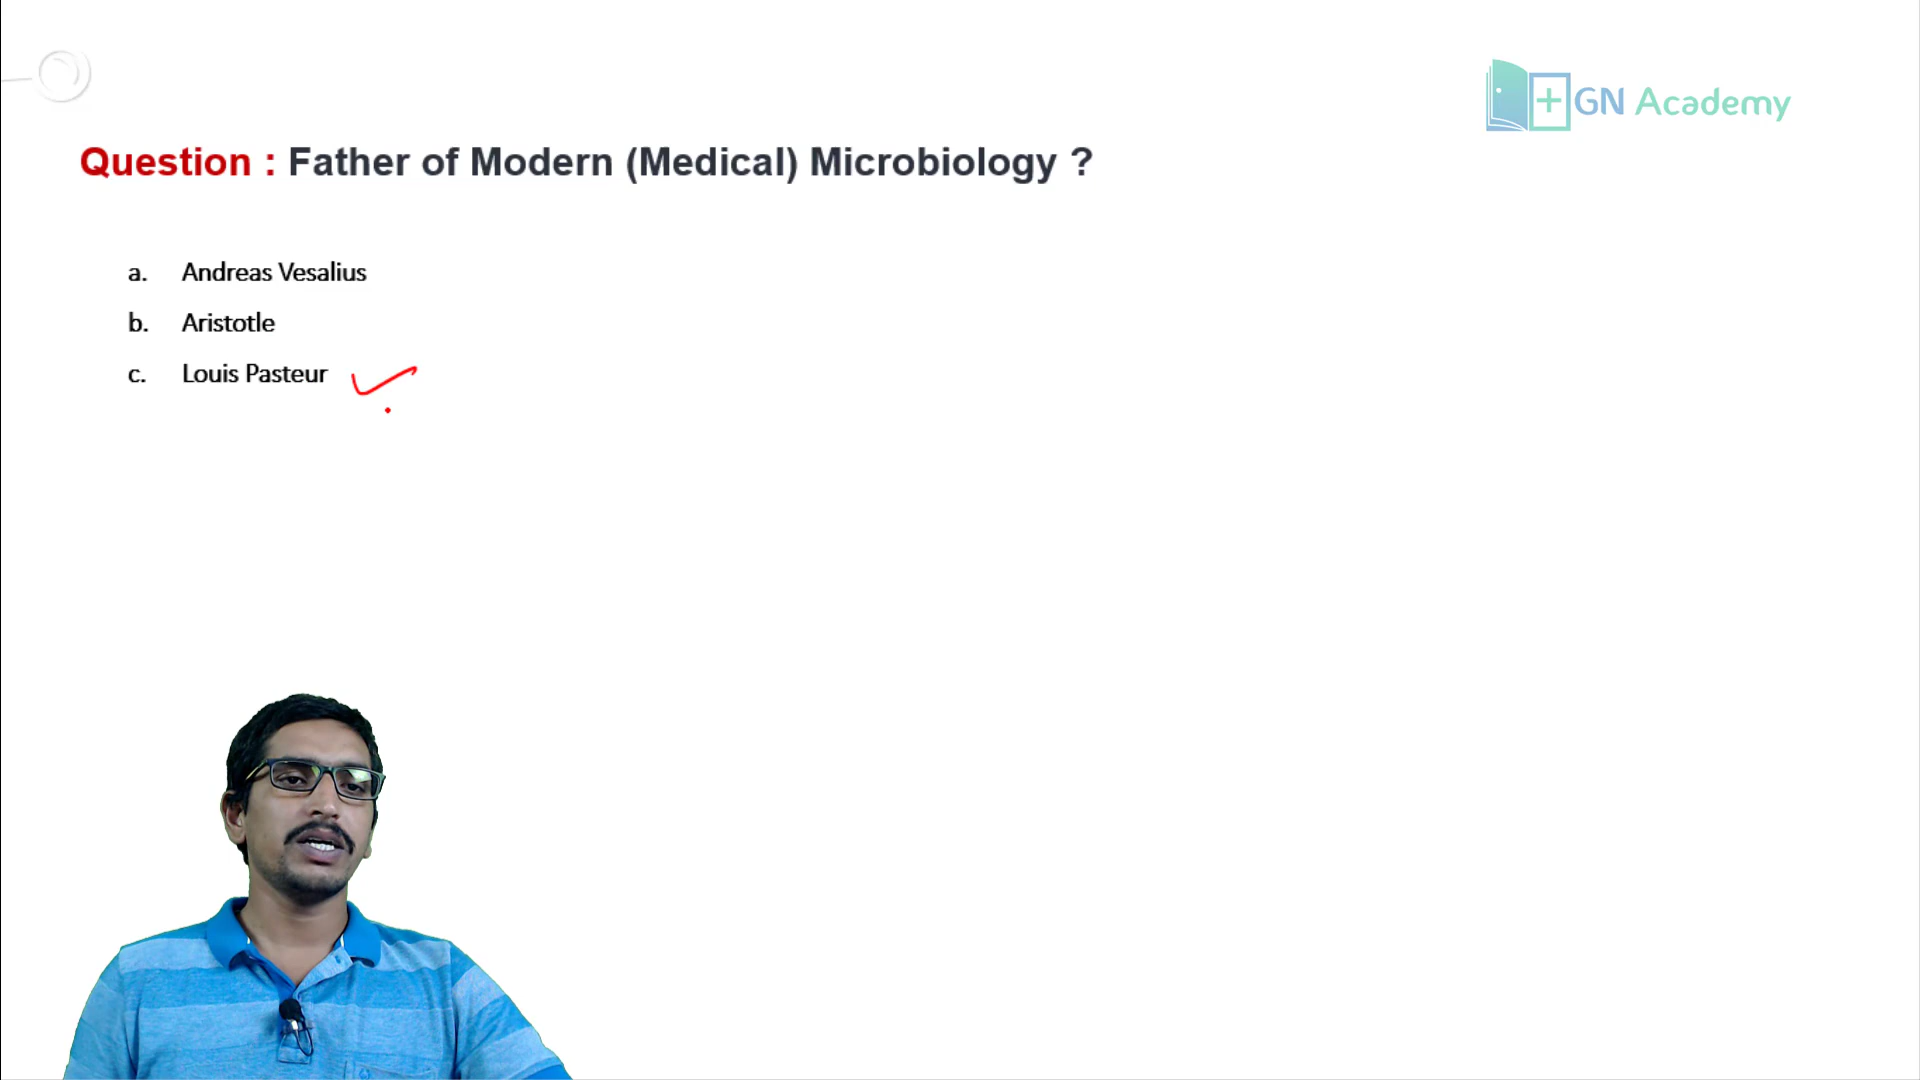 GN Academy
Question : Father of Modern (Medical) Microbiology ?
a. Andreas Vesalius
b. Aristotle
c. Louis Pasteur